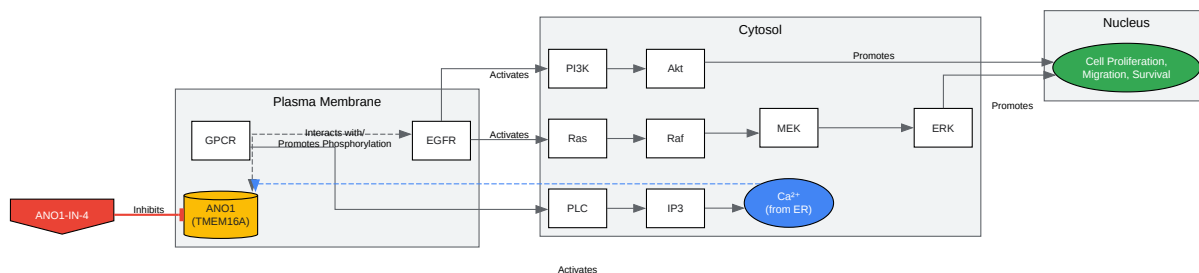 Nucleus
Cytosol
Cell Proliferation,
Migration, Survival
Promotes
PI3K
Akt
Activates
Plasma Membrane
Promotes
GPCR
Interacts with/
Promotes Phosphorylation
EGFR
Activates
Ras
Raf
MEK
ERK
ANO1-IN-4
Inhibits
ANO1
(TMEM16A)
PLC
IP3
Ca²⁺
(from ER)
Activates